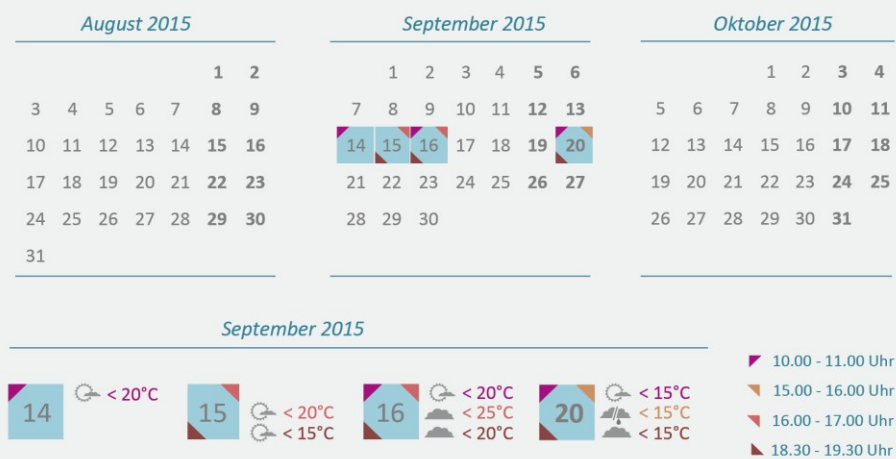 August 2015
1 2
3 4 5 6 7 8 9
10 11 12 13 14 15 16
17 18 19 20 21 22 23
24 25 26 27 28 29 30
31
September 2015
1 2 3 4 5 6
7 8 9 10 11 12 13
14 15 16 17 18 19 20
21 22 23 24 25 26 27
28 29 30
Oktober 2015
1 2 3 4
5 6 7 8 9 10 11
12 13 14 15 16 17 18
19 20 21 22 23 24 25
26 27 28 29 30 31
September 2015
14
< 20°C
15
< 20°C
< 15°C
16
< 20°C
< 25°C
< 20°C
20
< 15°C
< 15°C
< 15°C
10.00 - 11.00 Uhr
15.00 - 16.00 Uhr
16.00 - 17.00 Uhr
18.30 - 19.30 Uhr